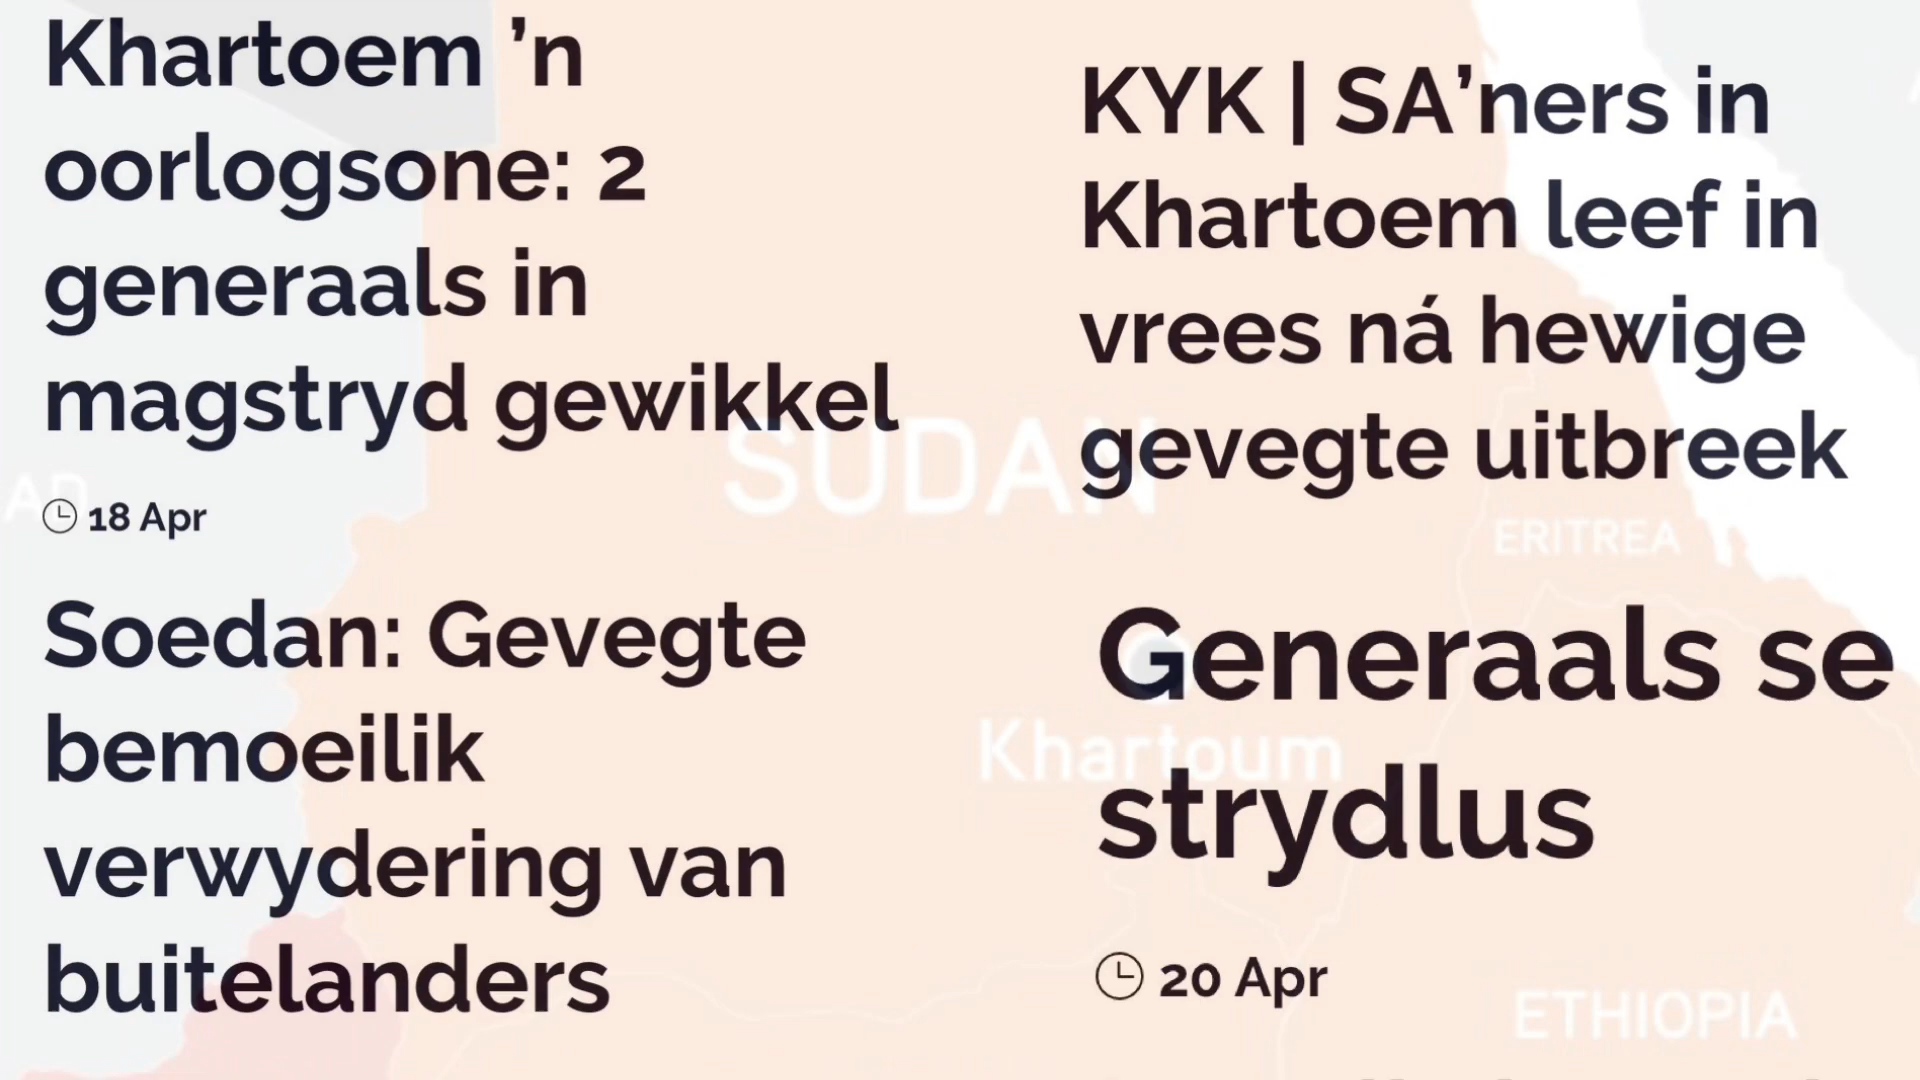 Khartoem ’n
oorlogsone: 2
generaals in
magstryd gewikkel
18 Apr
Soedan: Gevegte
bemoeilik
verwydering van
buitelanders
KYK | SA’ners in
Khartoem leef in
vrees ná hewige
gevegte uitbreek
Generaals se
strydlus
20 Apr
SUDAN
AD
ERITREA
Khartoum
ETHIOPIA